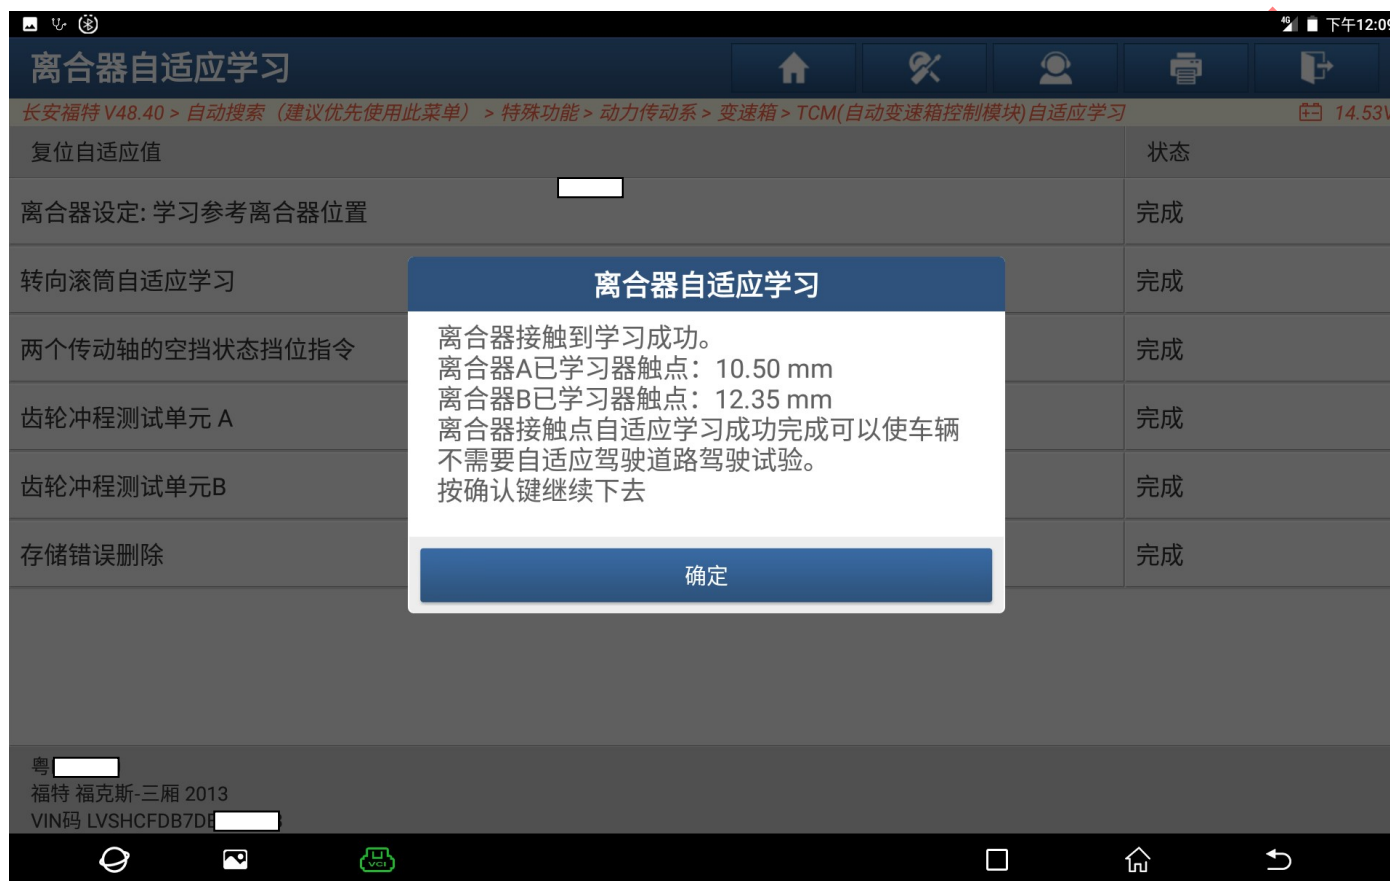 4G 下午12:09
离合器自适应学习
长安福特 V48.40 > 自动搜索（建议优先使用此菜单） > 特殊功能 > 动力传动系 > 变速箱 > TCM(自动变速箱控制模块)自适应学习 14.53V
复位自适应值 状态
离合器设定: 学习参考离合器位置 完成
转向滚筒自适应学习 完成
两个传动轴的空挡状态挡位指令 完成
齿轮冲程测试单元 A 完成
齿轮冲程测试单元B 完成
存储错误删除 完成
离合器自适应学习
离合器接触到学习成功。
离合器A已学习器触点：10.50 mm
离合器B已学习器触点：12.35 mm
离合器接触点自适应学习成功完成可以使车辆
不需要自适应驾驶道路驾驶试验。
按确认键继续下去
确定
粤
福特 福克斯-三厢 2013
VIN码 LVSHCFDB7D
VCI